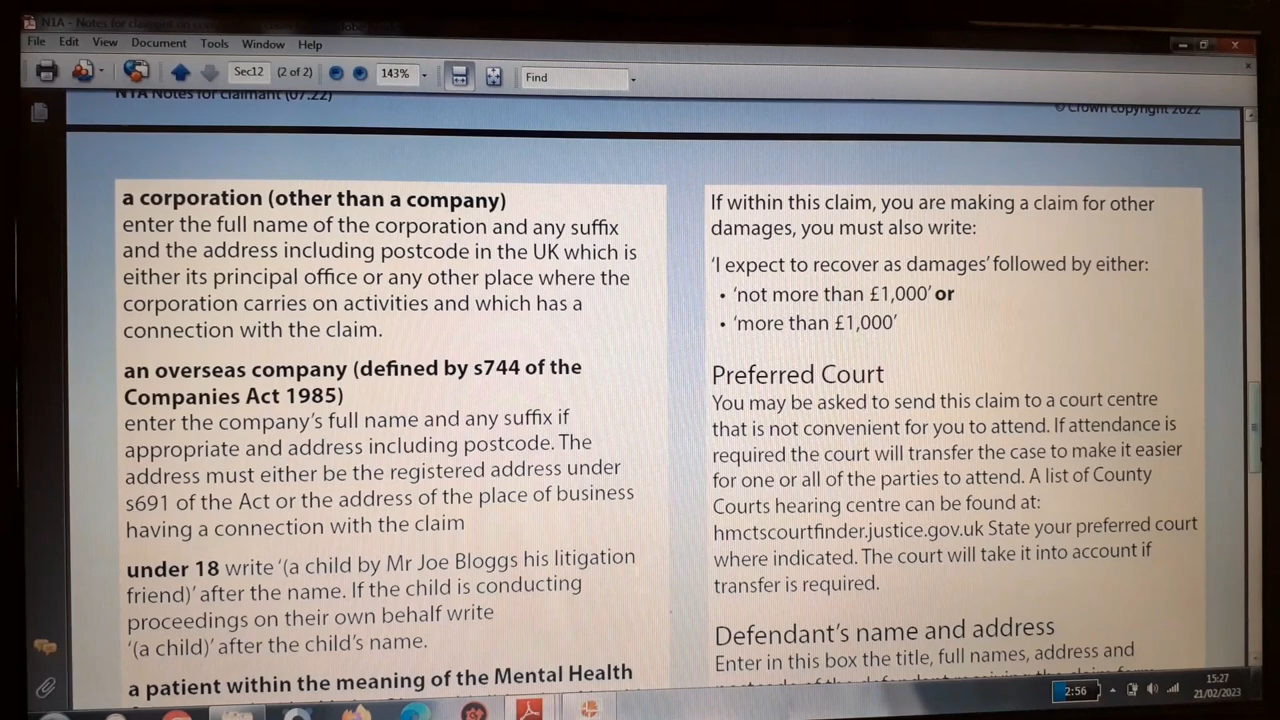 N1A - Notes for claimant on
File Edit View Document Tools Window Help
Sec12 (2 of 2) 143% Find
N1A Notes for claimant (07.22)
© Crown copyright 2022
a corporation (other than a company)
enter the full name of the corporation and any suffix
and the address including postcode in the UK which is
either its principal office or any other place where the
corporation carries on activities and which has a
connection with the claim.
an overseas company (defined by s744 of the
Companies Act 1985)
enter the company's full name and any suffix if
appropriate and address including postcode. The
address must either be the registered address under
s691 of the Act or the address of the place of business
having a connection with the claim
under 18 write '(a child by Mr Joe Bloggs his litigation
friend)' after the name. If the child is conducting
proceedings on their own behalf write
'(a child)' after the child's name.
a patient within the meaning of the Mental Health
If within this claim, you are making a claim for other
damages, you must also write:
'I expect to recover as damages' followed by either:
• 'not more than £1,000' or
• 'more than £1,000'
Preferred Court
You may be asked to send this claim to a court centre
that is not convenient for you to attend. If attendance is
required the court will transfer the case to make it easier
for one or all of the parties to attend. A list of County
Courts hearing centre can be found at:
hmctscourtfinder.justice.gov.uk State your preferred court
where indicated. The court will take it into account if
transfer is required.
Defendant's name and address
Enter in this box the title, full names, address and
2:56
15:27
21/02/2023